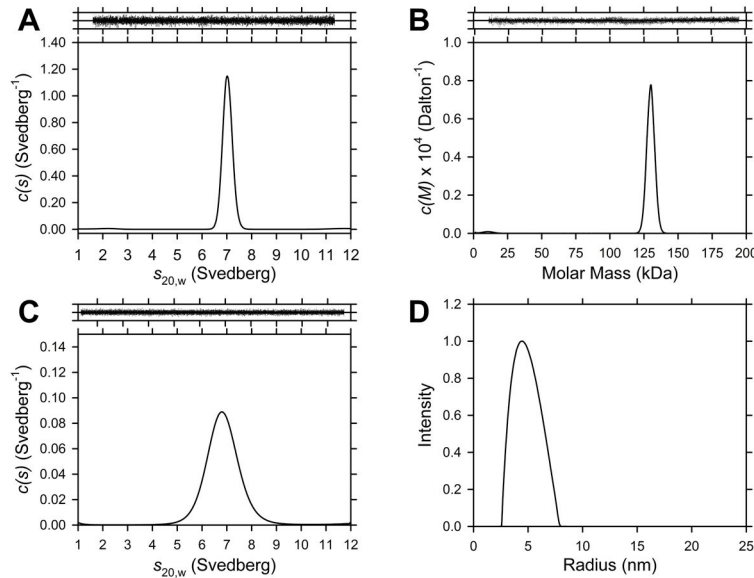 A
1.40
1.20
1.00
0.80
0.60
0.40
0.20
0.00
c(s) (Svedberg⁻¹)
1 2 3 4 5 6 7 8 9 10 11 12
s20,w (Svedberg)
B
1.0
0.8
0.6
0.4
0.2
0.0
c(M) x 10⁴ (Dalton⁻¹)
0 25 50 75 100 125 150 175 200
Molar Mass (kDa)
C
0.14
0.12
0.10
0.08
0.06
0.04
0.02
0.00
c(s) (Svedberg⁻¹)
1 2 3 4 5 6 7 8 9 10 11 12
s20,w (Svedberg)
D
1.2
1.0
0.8
0.6
0.4
0.2
0.0
Intensity
0 5 10 15 20 25
Radius (nm)